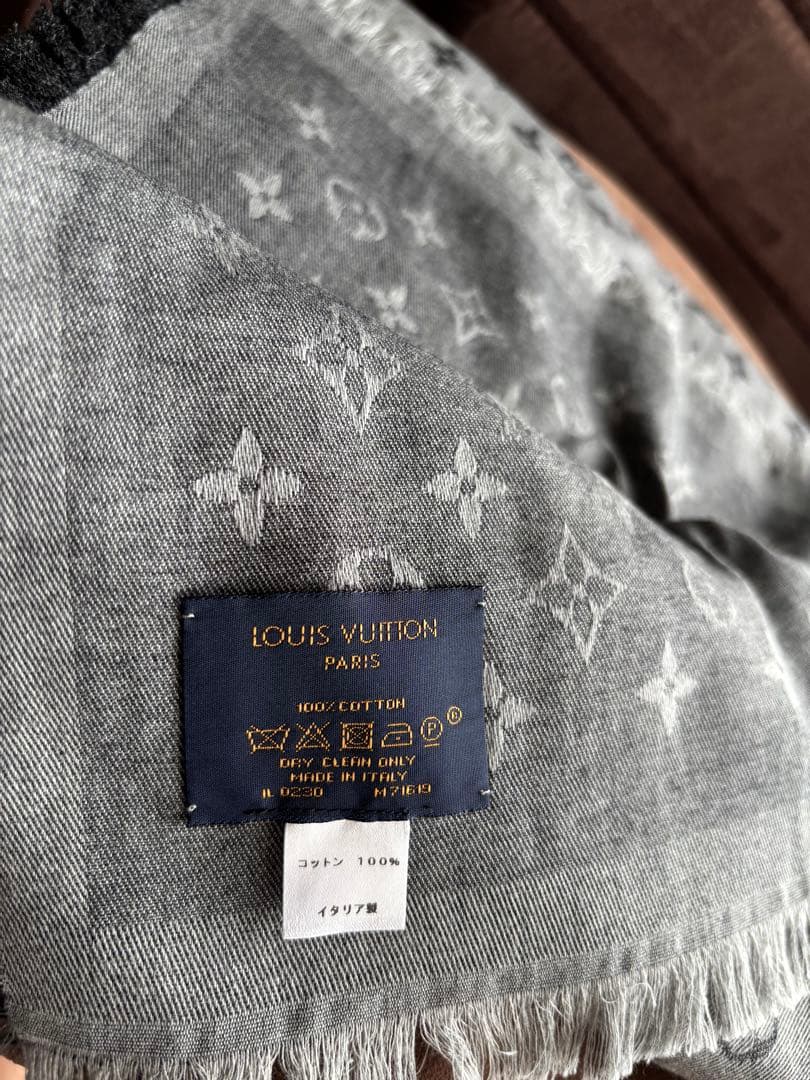 LOUIS VUITTON
PARIS
100% COTTON
P
DRY CLEAN ONLY
MADE IN ITALY
IL 0230 M71619
コットン 100%
イタリア製